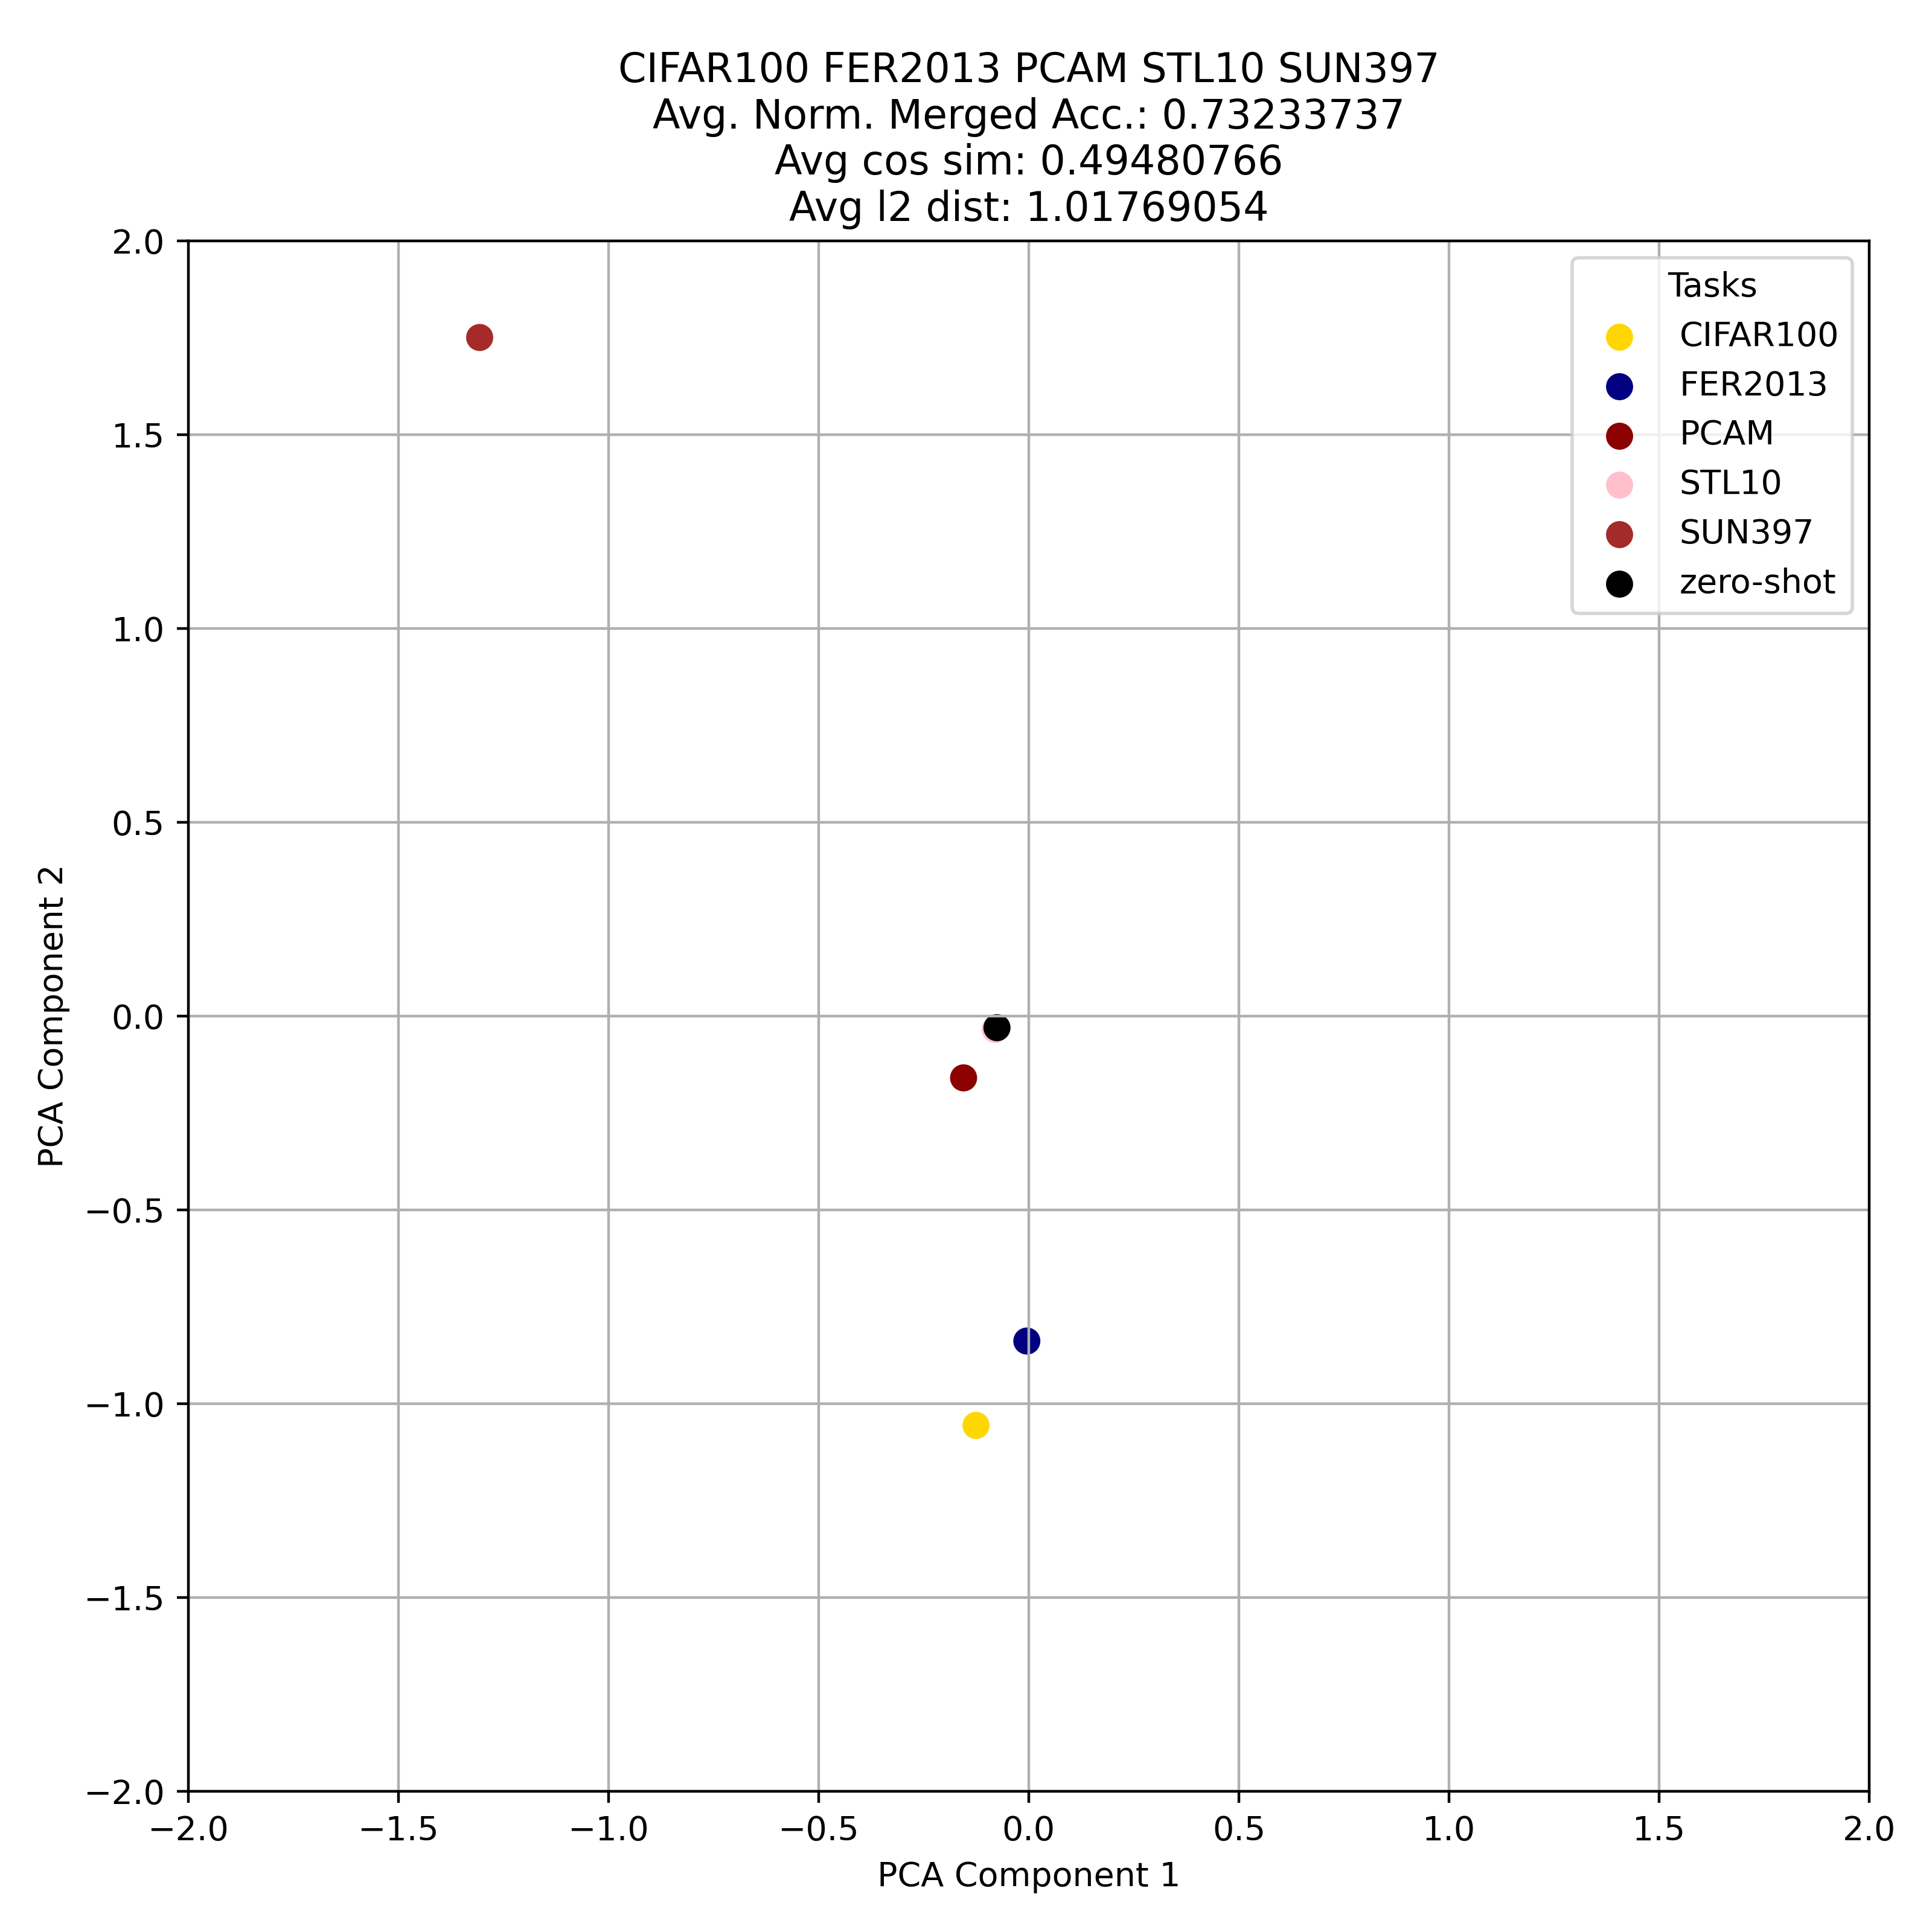 CIFAR100 FER2013 PCAM STL10 SUN397
Avg. Norm. Merged Acc.: 0.73233737
Avg cos sim: 0.49480766
Avg l2 dist: 1.01769054
Tasks
CIFAR100
FER2013
PCAM
STL10
SUN397
zero-shot
2.0
1.5
1.0
0.5
0.0
−0.5
−1.0
−1.5
−2.0
PCA Component 2
−2.0 −1.5 −1.0 −0.5 0.0 0.5 1.0 1.5 2.0
PCA Component 1